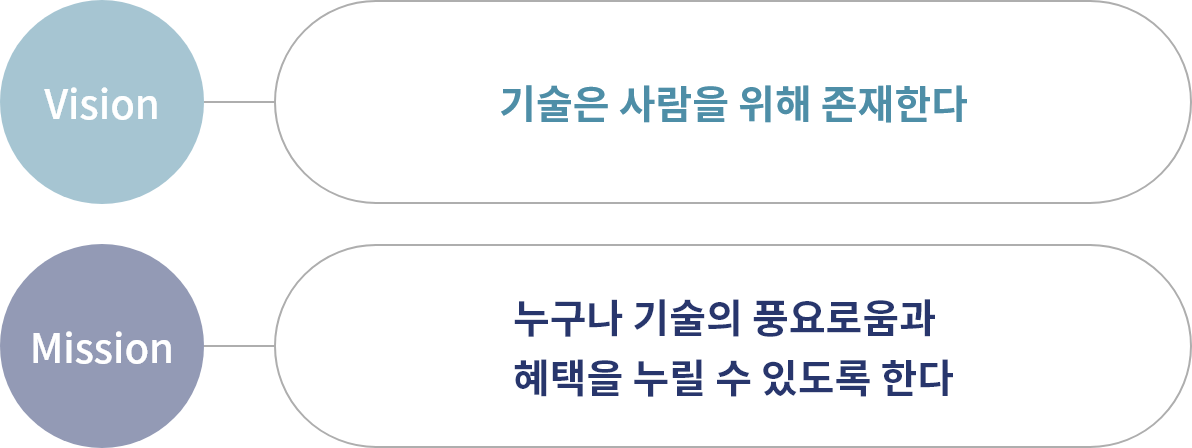 Vision
기술은 사람을 위해 존재한다
Mission
누구나 기술의 풍요로움과
혜택을 누릴 수 있도록 한다